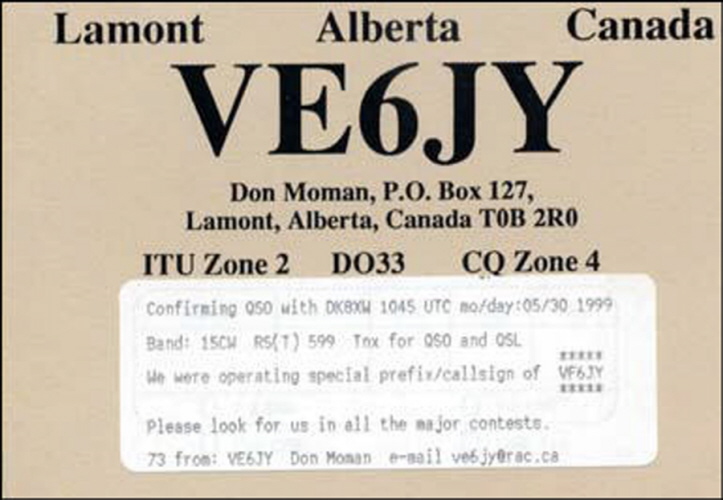 Lamont Alberta Canada
VE6JY
Don Moman, P.O. Box 127,
Lamont, Alberta, Canada T0B 2R0
ITU Zone 2 DO33 CQ Zone 4
Confirming QSO with DK8XW 1045 UTC mo/day:05/30 1999
Band: 15CW RS(T) 599 Tnx for QSO and QSL
*****
We were operating special prefix/callsign of VF6JY
*****
Please look for us in all the major contests.
73 from: VE6JY Don Moman e-mail ve6jy@rac.ca